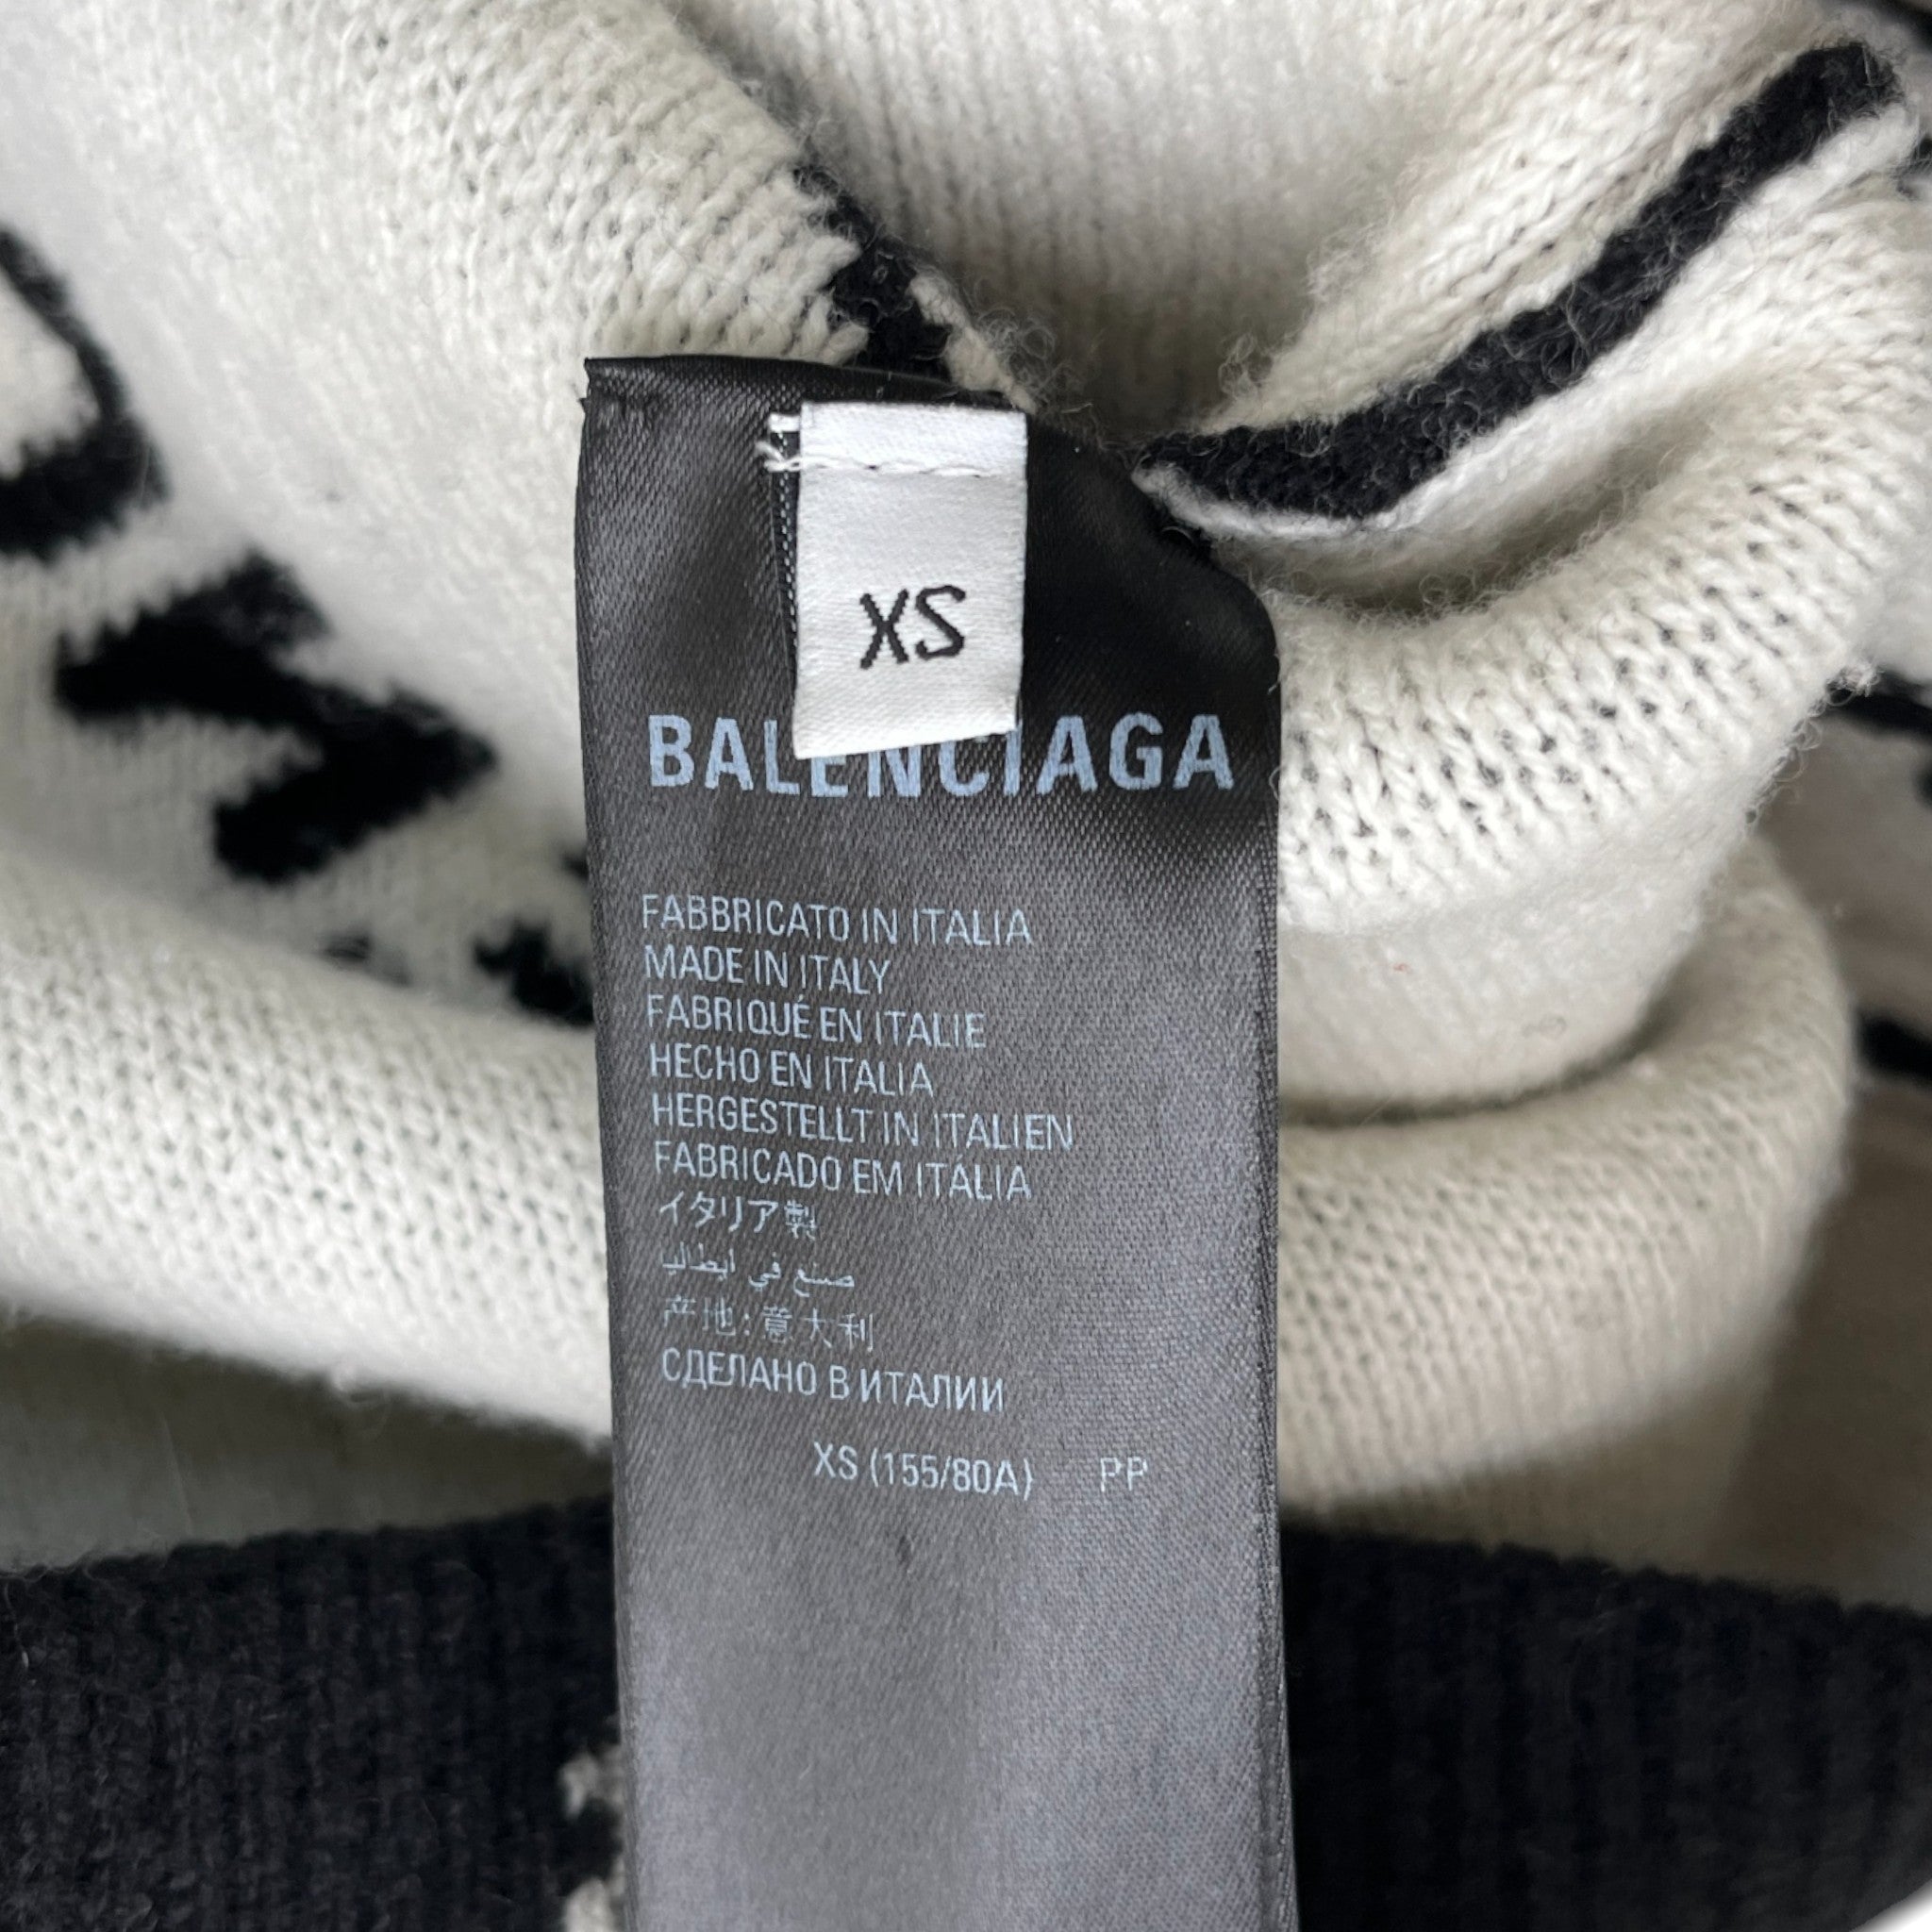 XS
BALENCIAGA
FABBRICATO IN ITALIA
MADE IN ITALY
FABRIQUÉ EN ITALIE
HECHO EN ITALIA
HERGESTELLT IN ITALIEN
FABRICADO EM ITÁLIA
イタリア製
صنع في ايطاليا
产地:意大利
СДЕЛАНО В ИТАЛИИ
XS (155/80A) PP